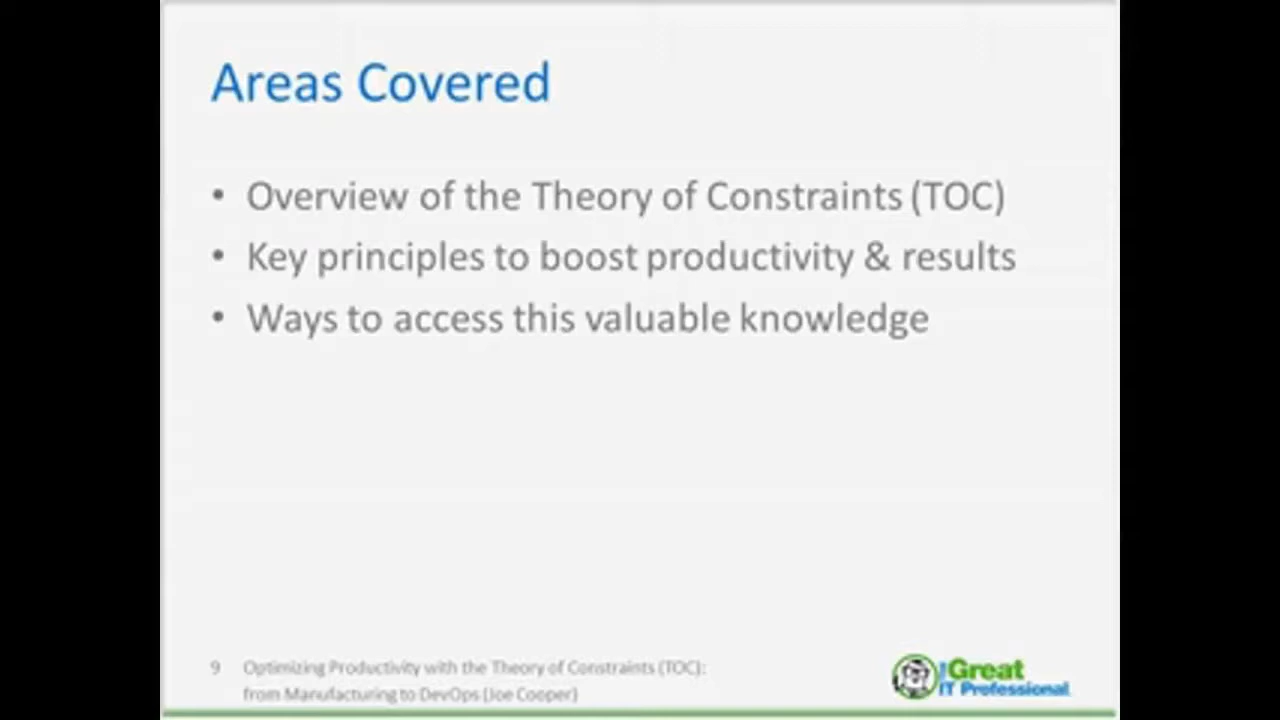 Areas Covered
• Overview of the Theory of Constraints (TOC)
• Key principles to boost productivity & results
• Ways to access this valuable knowledge
9 Optimizing Productivity with the Theory of Constraints (TOC):
from Manufacturing to DevOps (Joe Cooper)
Great
IT Professional